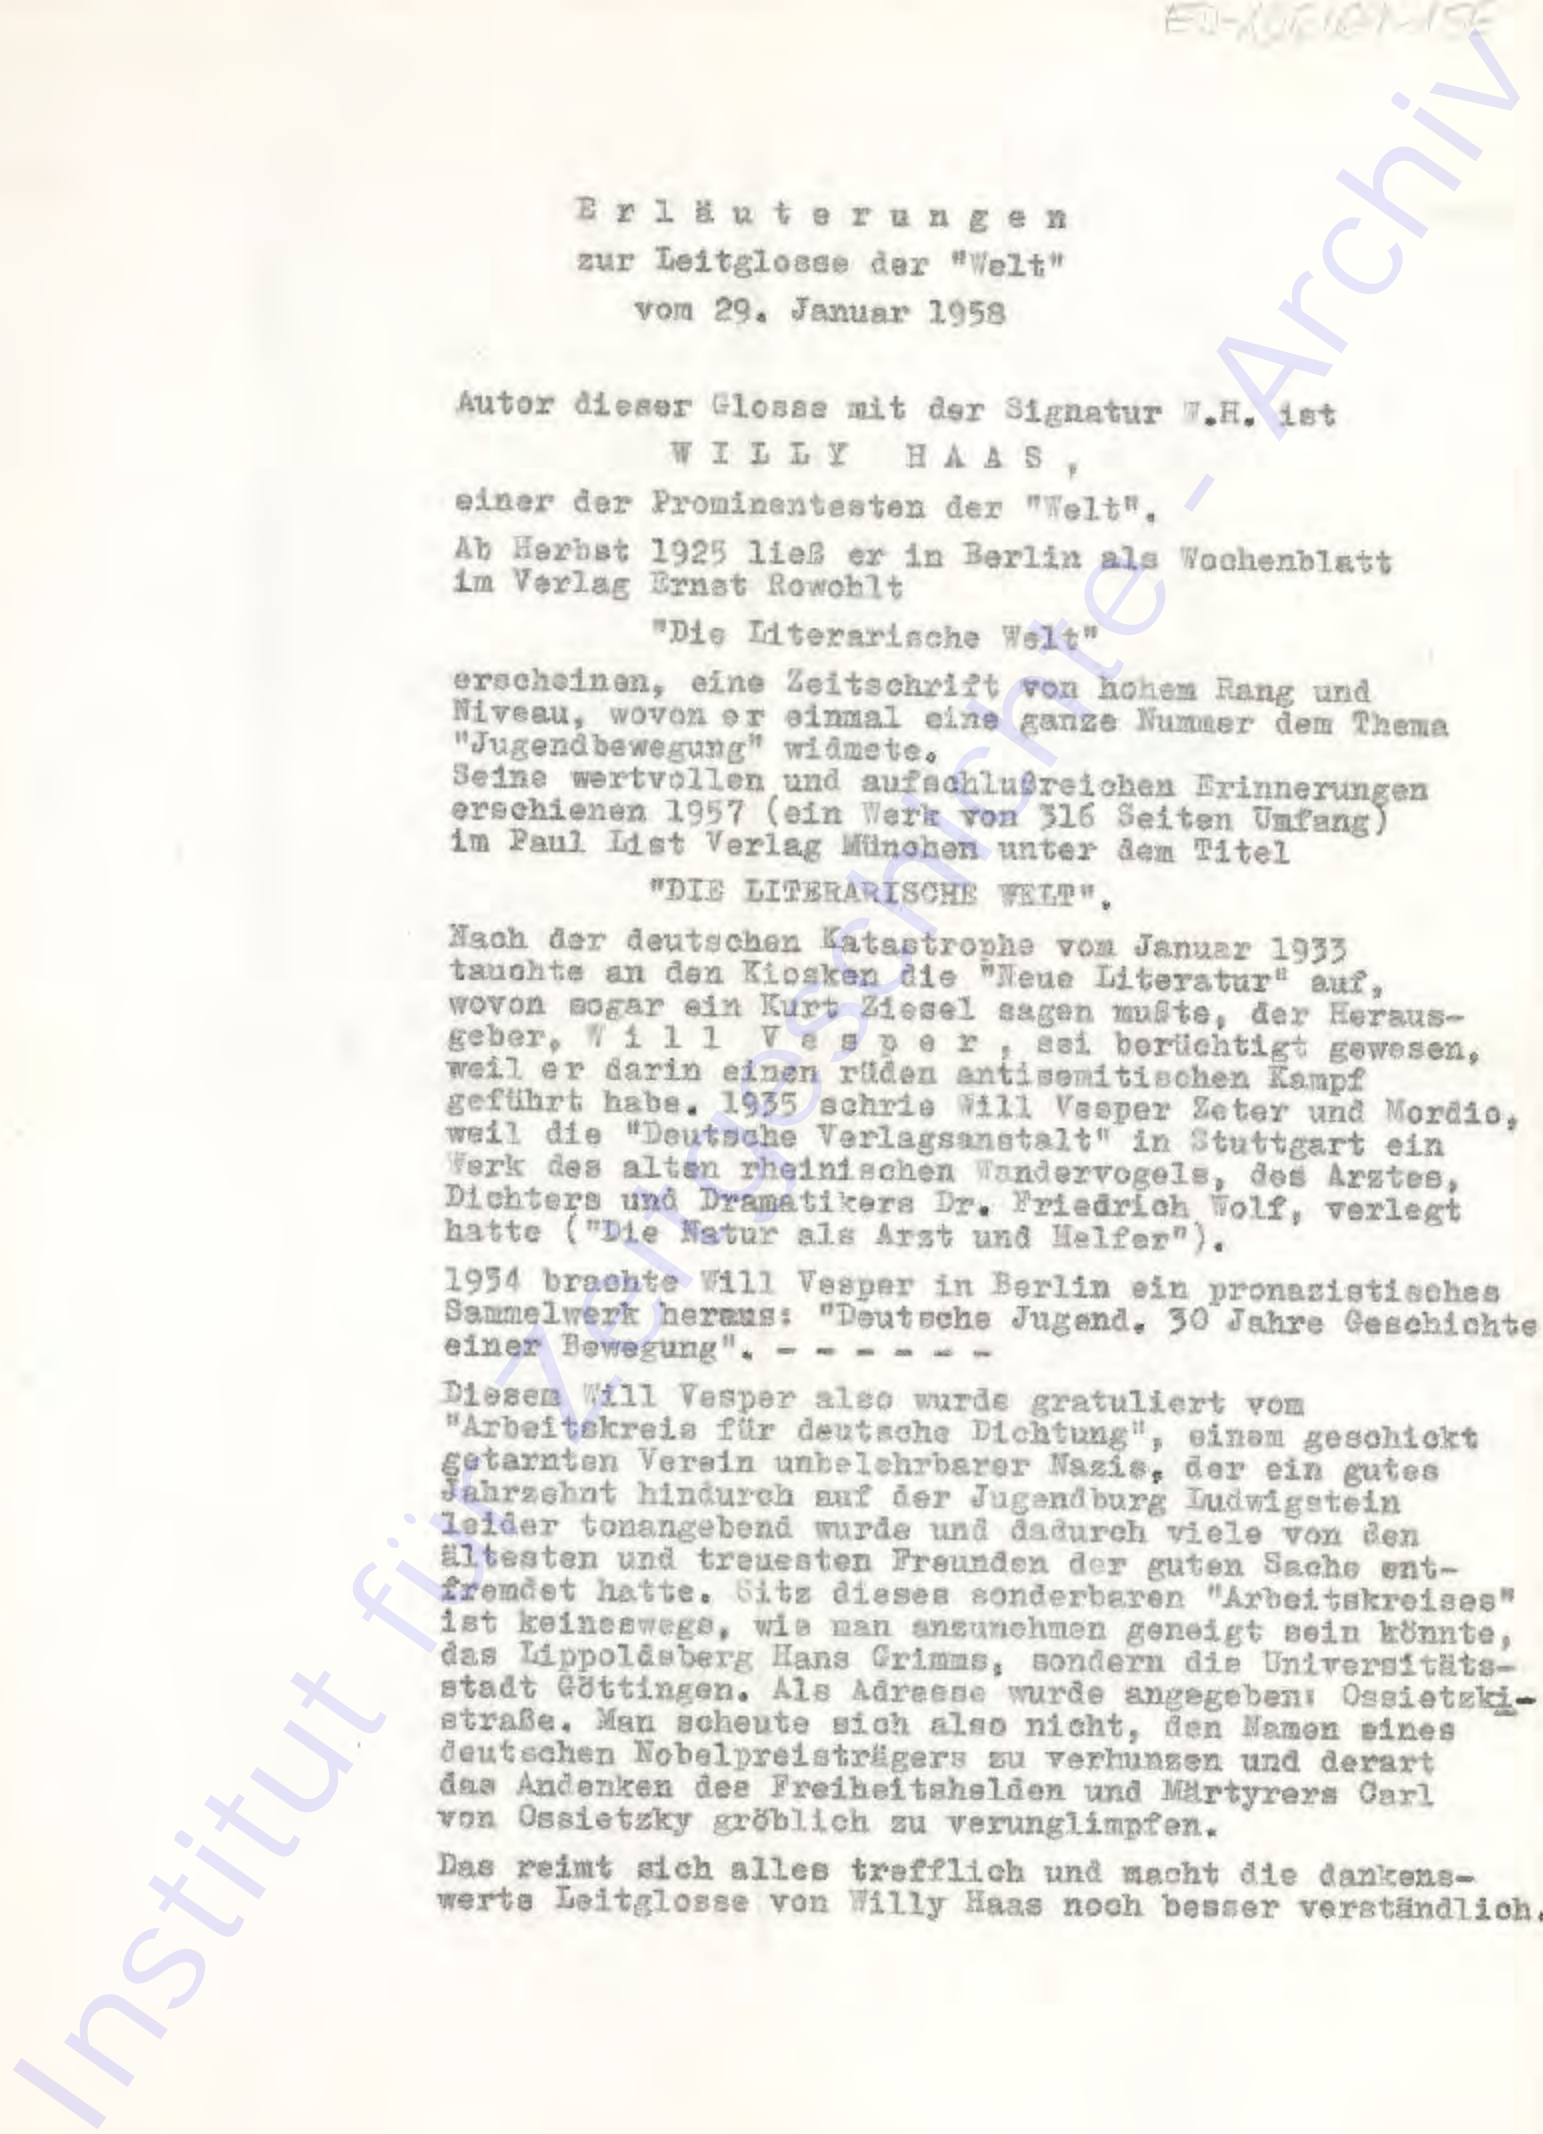 E r l ä u t e r u n g e n
zur Leitglosse der "Welt"
vom 29. Januar 1958
Autor dieser Glosse mit der Signatur W.H. ist
W I L L Y   H A A S ,
einer der Prominentesten der "Welt".
Ab Herbst 1925 ließ er in Berlin als Wochenblatt
im Verlag Ernst Rowohlt
"Die Literarische Welt"
erscheinen, eine Zeitschrift von hohem Rang und
Niveau, wovon er einmal eine ganze Nummer dem Thema
"Jugendbewegung" widmete.
Seine wertvollen und aufschlußreichen Erinnerungen
erschienen 1957 (ein Werk von 316 Seiten Umfang)
im Paul List Verlag München unter dem Titel
"DIE LITERARISCHE WELT".
Nach der deutschen Katastrophe vom Januar 1933
tauchte an den Kiosken die "Neue Literatur" auf,
wovon sogar ein Kurt Ziesel sagen mußte, der Heraus-
geber, W i l l  V e s p e r , sei berüchtigt gewesen,
weil er darin einen rüden antisemitischen Kampf
geführt habe. 1935 schrie Will Vesper Zeter und Mordio,
weil die "Deutsche Verlagsanstalt" in Stuttgart ein
Werk des alten rheinischen Wandervogels, des Arztes,
Dichters und Dramatikers Dr. Friedrich Wolf, verlegt
hatte ("Die Natur als Arzt und Helfer").
1934 brachte Will Vesper in Berlin ein pronazistisches
Sammelwerk heraus: "Deutsche Jugend. 30 Jahre Geschichte
einer Bewegung". - - - - - -
Diesem Will Vesper also wurde gratuliert vom
"Arbeitskreis für deutsche Dichtung", einem geschickt
getarnten Verein unbelehrbarer Nazis, der ein gutes
Jahrzehnt hindurch auf der Jugendburg Ludwigstein
leider tonangebend wurde und dadurch viele von den
ältesten und treuesten Freunden der guten Sache ent-
fremdet hatte. Sitz dieses sonderbaren "Arbeitskreises"
ist keineswegs, wie man anzunehmen geneigt sein könnte,
das Lippoldsberg Hans Grimms, sondern die Universitäts-
stadt Göttingen. Als Adresse wurde angegeben: Ossietzki-
straße. Man scheute sich also nicht, den Namen eines
deutschen Nobelpreisträgers zu verhunzen und derart
das Andenken des Freiheitshelden und Märtyrers Carl
von Ossietzky gröblich zu verunglimpfen.
Das reimt sich alles trefflich und macht die dankens-
werte Leitglosse von Willy Haas noch besser verständlich.
Institut für Zeitgeschichte - Archiv